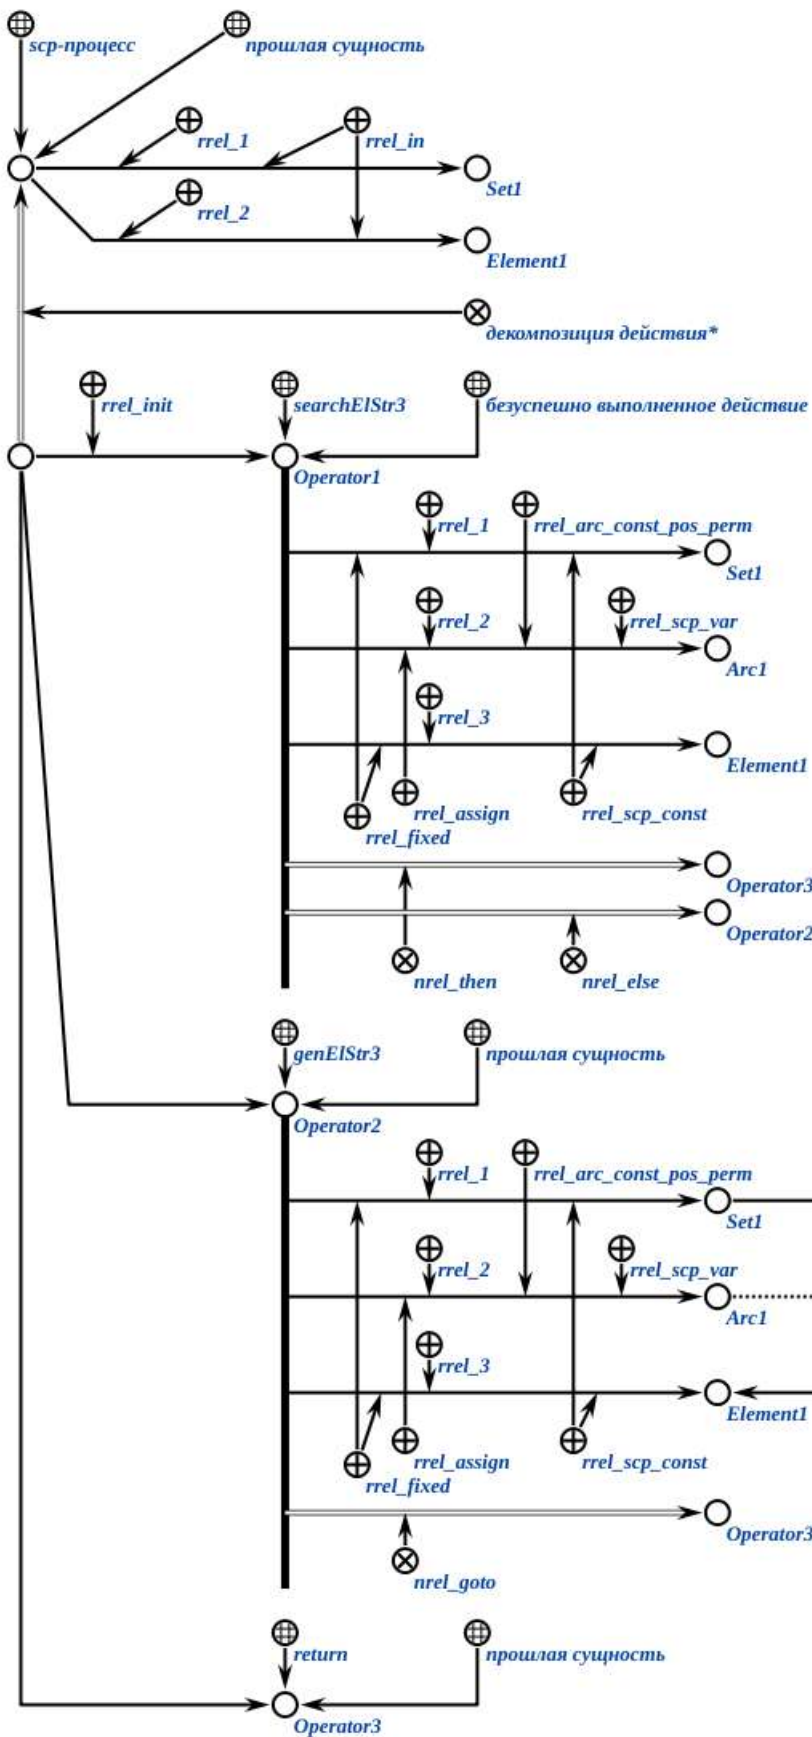 scp-процесс
прошлая сущность
rrel_1
rrel_in
Set1
rrel_2
Element1
декомпозиция действия*
rrel_init
searchElStr3
безуспешно выполненное действие
Operator1
rrel_1
rrel_arc_const_pos_perm
Set1
rrel_2
rrel_scp_var
Arc1
rrel_3
Element1
rrel_assign
rrel_scp_const
rrel_fixed
Operator3
Operator2
nrel_then
nrel_else
genElStr3
прошлая сущность
Operator2
rrel_1
rrel_arc_const_pos_perm
Set1
rrel_2
rrel_scp_var
Arc1
rrel_3
Element1
rrel_assign
rrel_scp_const
rrel_fixed
Operator3
nrel_goto
return
прошлая сущность
Operator3